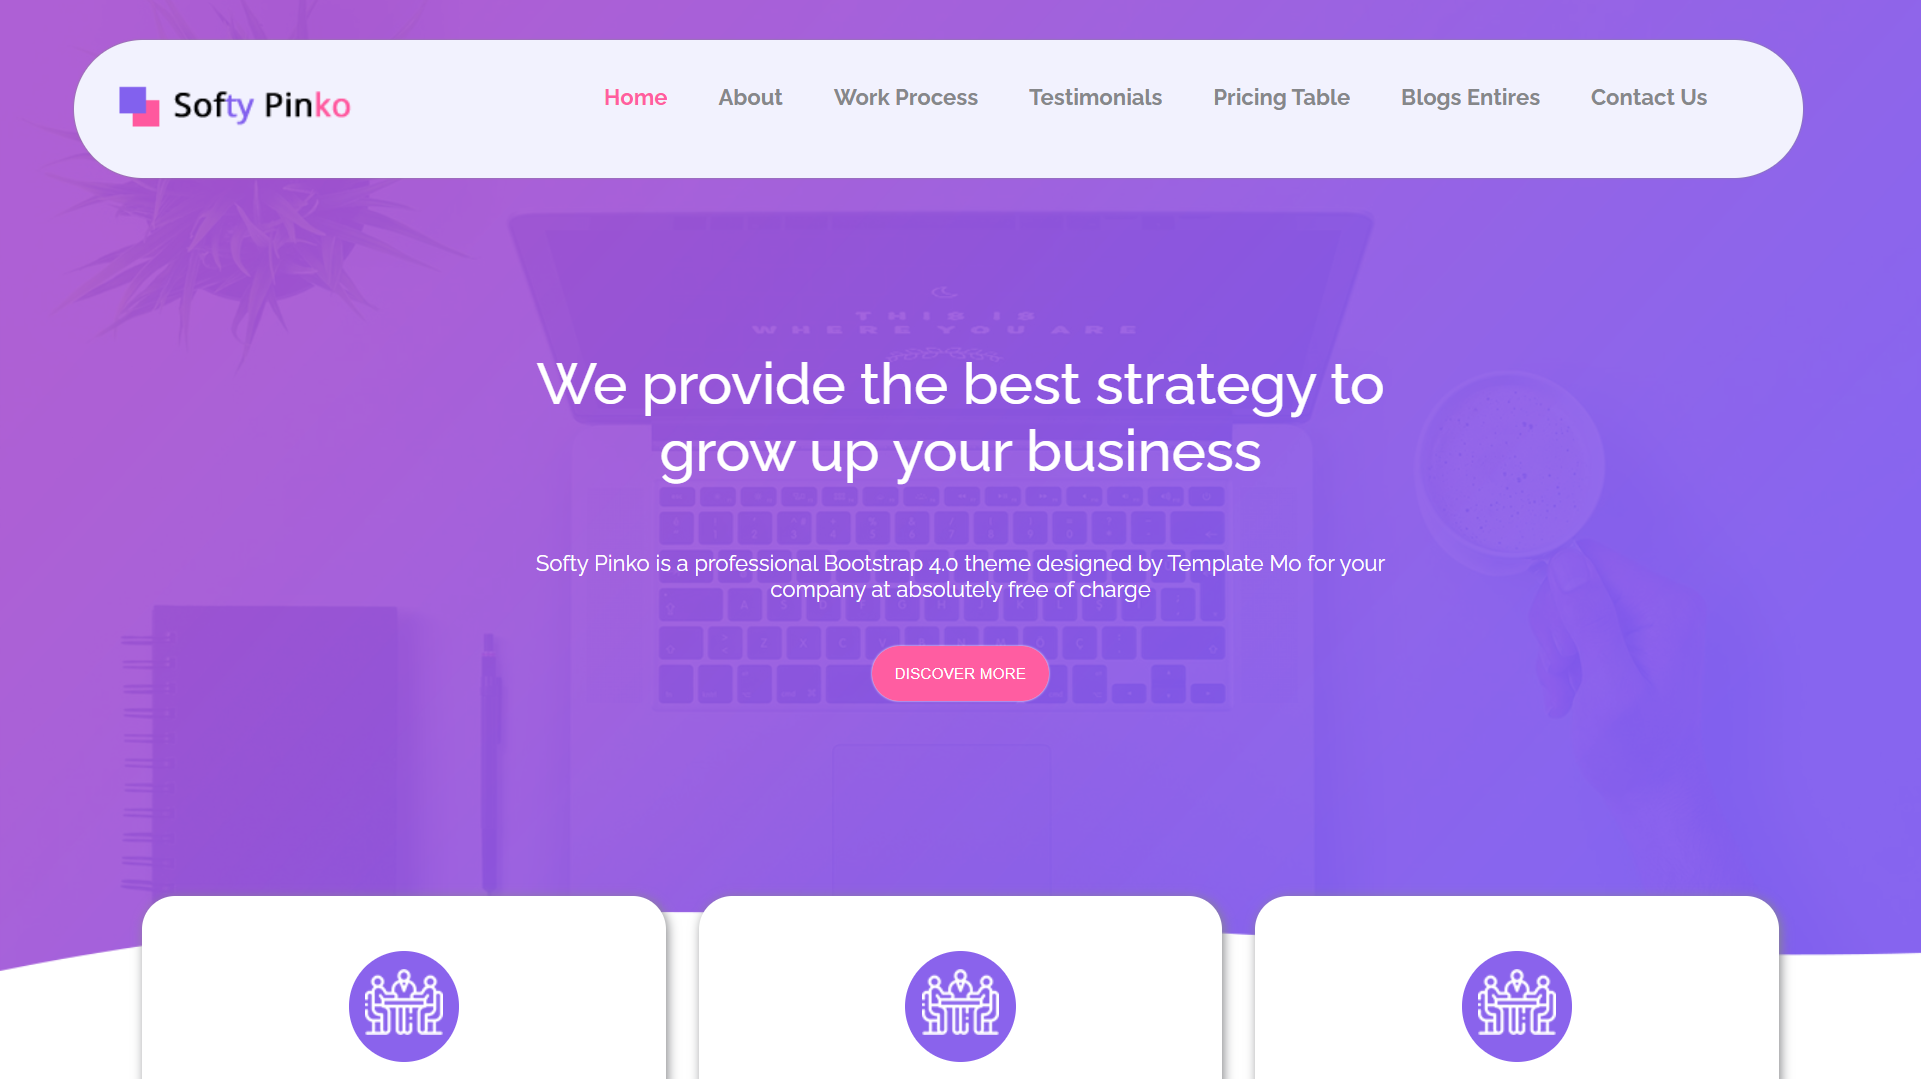 Softy Pinko
Home About Work Process Testimonials Pricing Table Blogs Entires Contact Us
THIS IS
WHERE YOU ARE
We provide the best strategy to
grow up your business
Softy Pinko is a professional Bootstrap 4.0 theme designed by Template Mo for your
company at absolutely free of charge
DISCOVER MORE